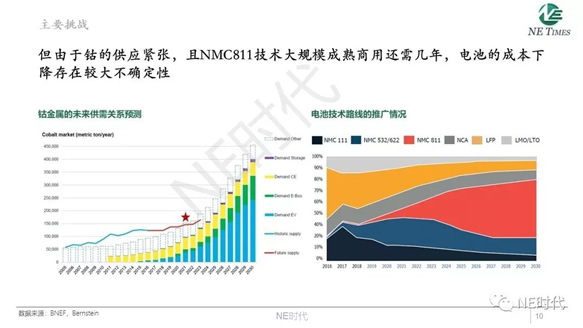 主要挑战
NE TIMES
但由于钴的供应紧张，且NMC811技术大规模成熟商用还需几年，电池的成本下
降存在较大不确定性
钴金属的未来供需关系预测
电池技术路线的推广情况
Cobalt market (metric ton/year)
450,000
400,000
350,000
300,000
250,000
200,000
150,000
100,000
50,000
Demand Other
Demand Storage
Demand CE
Demand E-Bus
Demand EV
Historic supply
Future supply
2005 2006 2007 2008 2009 2010 2011 2012 2013 2014 2015 2016 2017 2018 2019 2020 2021 2022 2023 2024 2025 2026 2027 2028 2029 2030
NMC 111 NMC 532/622 NMC 811 NCA LFP LMO/LTO
100%
90%
80%
70%
60%
50%
40%
30%
20%
10%
0%
2016 2017 2018 2019 2020 2021 2022 2023 2024 2025 2026 2027 2028 2029 2030
NE时代
数据来源：BNEF，Bernstein
NE时代
NE时代
10